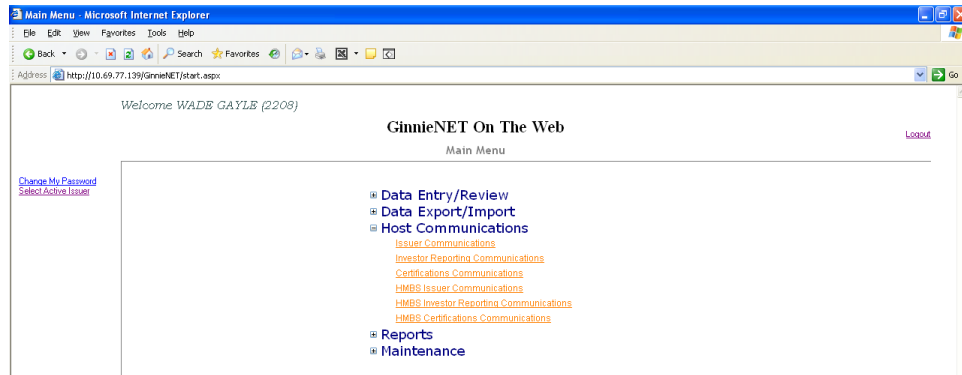 Main Menu - Microsoft Internet Explorer
File Edit View Favorites Tools Help
Back Search Favorites
Address http://10.69.77.139/GinnieNET/start.aspx Go
Welcome WADE GAYLE (2208)
GinnieNET On The Web
Logout
Main Menu
Change My Password
Select Active Issuer
Data Entry/Review
Data Export/Import
Host Communications
Issuer Communications
Investor Reporting Communications
Certifications Communications
HMBS Issuer Communications
HMBS Investor Reporting Communications
HMBS Certifications Communications
Reports
Maintenance